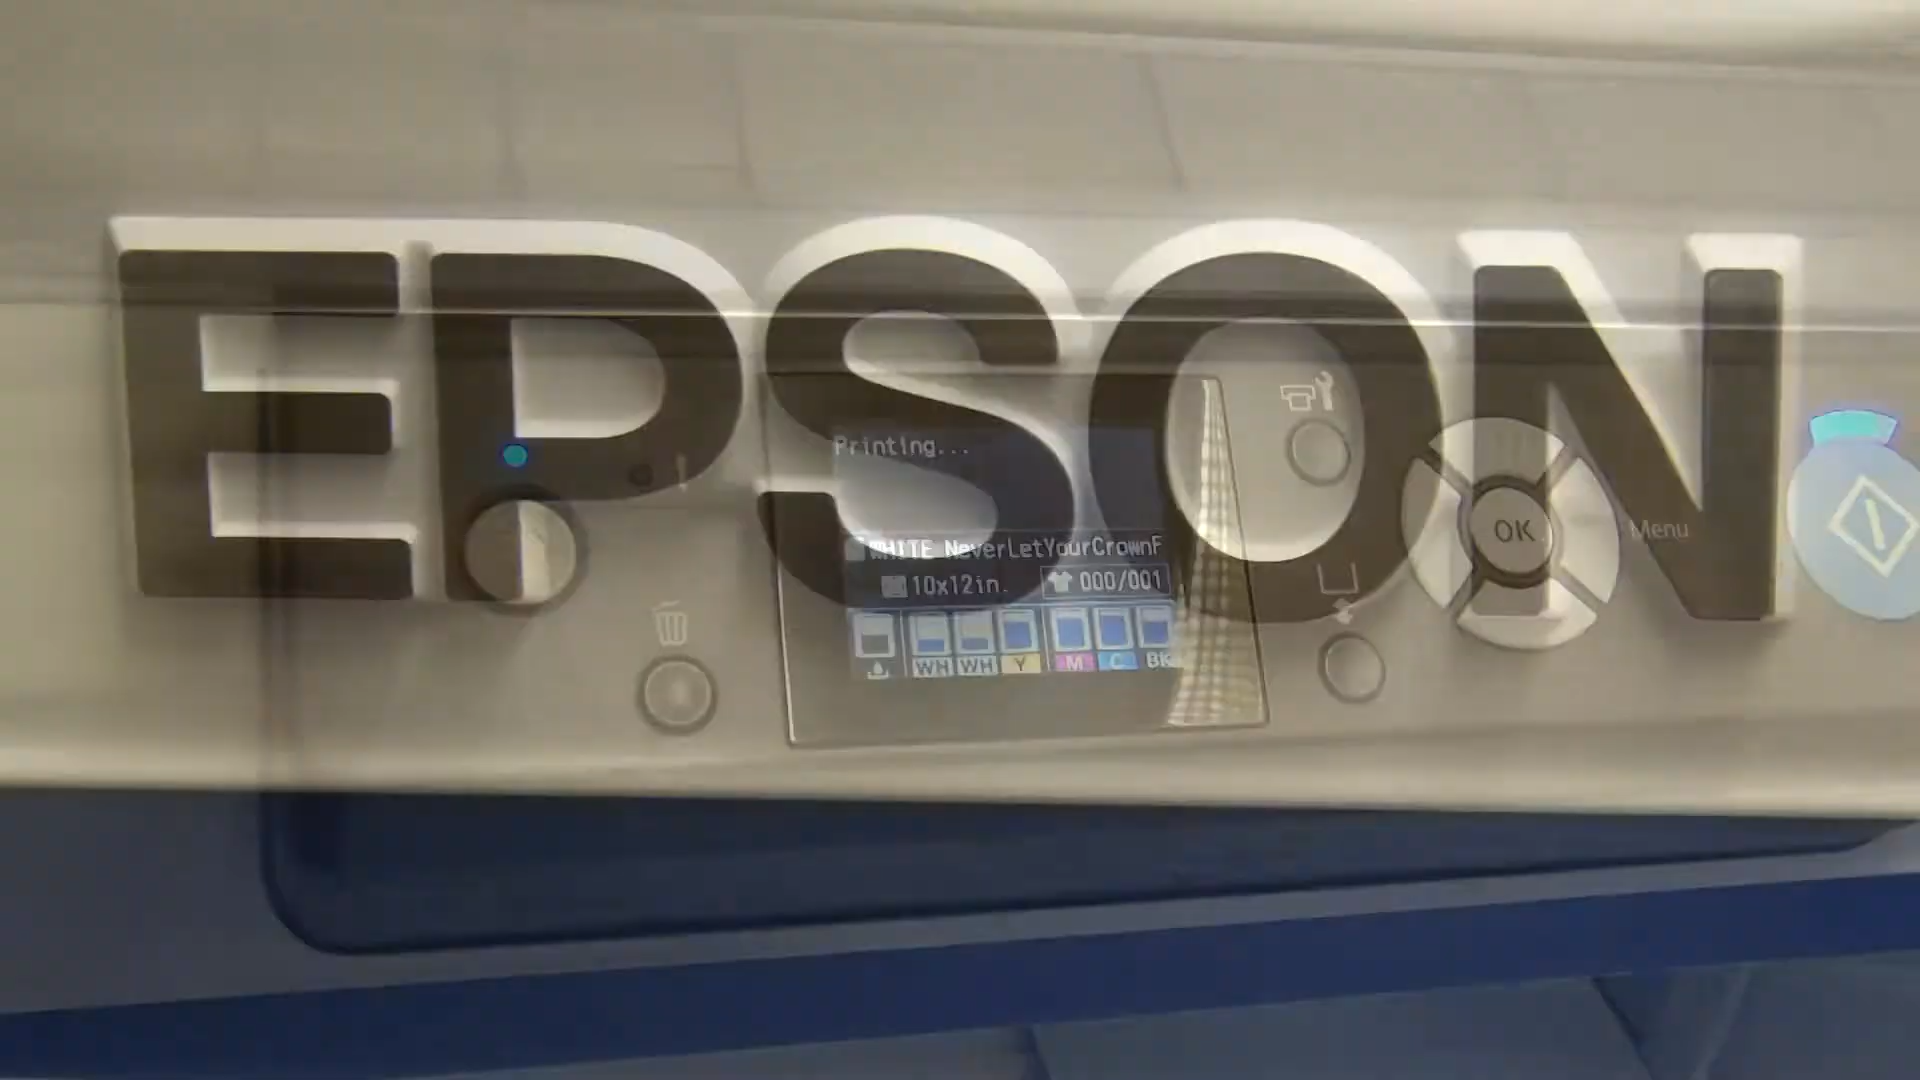 EPSON
Printing...
WHITE NeverLetYourCrownF
10x12in. 000/001
WH WH Y M C BK
OK
Menu